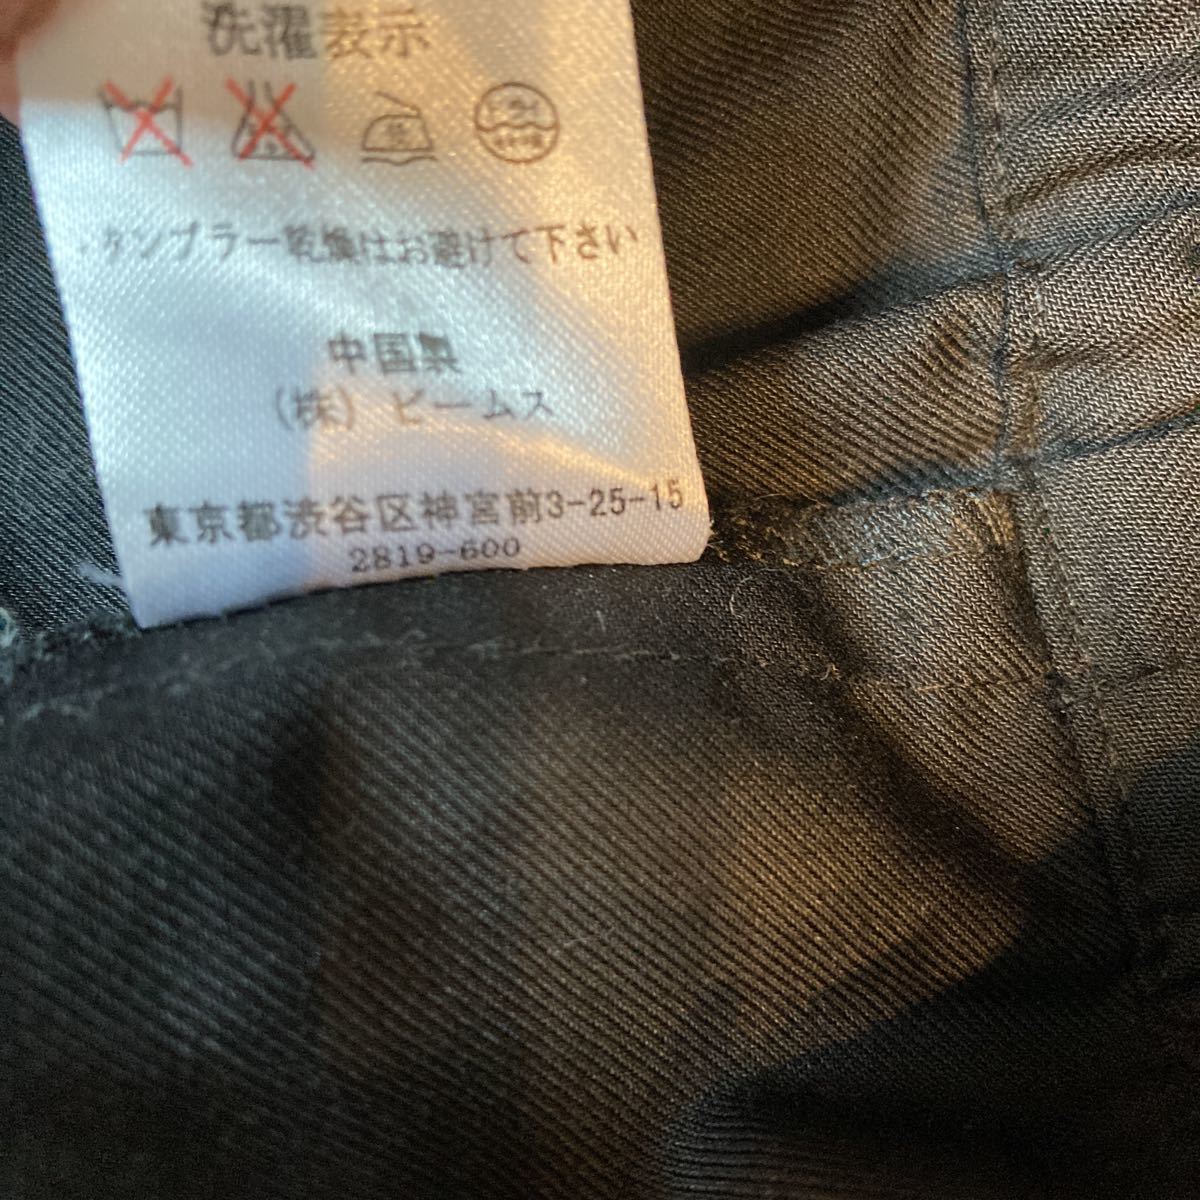 洗濯表示
・タンブラー乾燥はお避けて下さい
中国製
(株) ビームス
東京都渋谷区神宮前3-25-15
2819-600